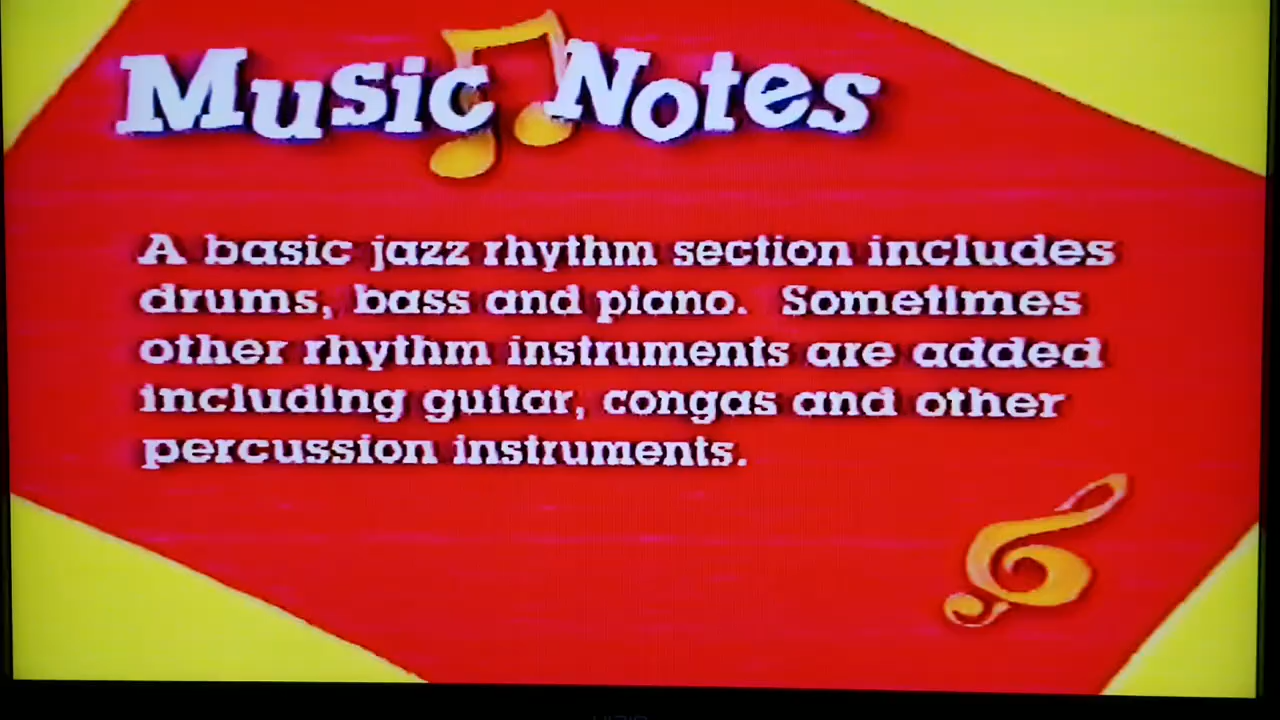 Music Notes
A basic jazz rhythm section includes
drums, bass and piano. Sometimes
other rhythm instruments are added
including guitar, congas and other
percussion instruments.